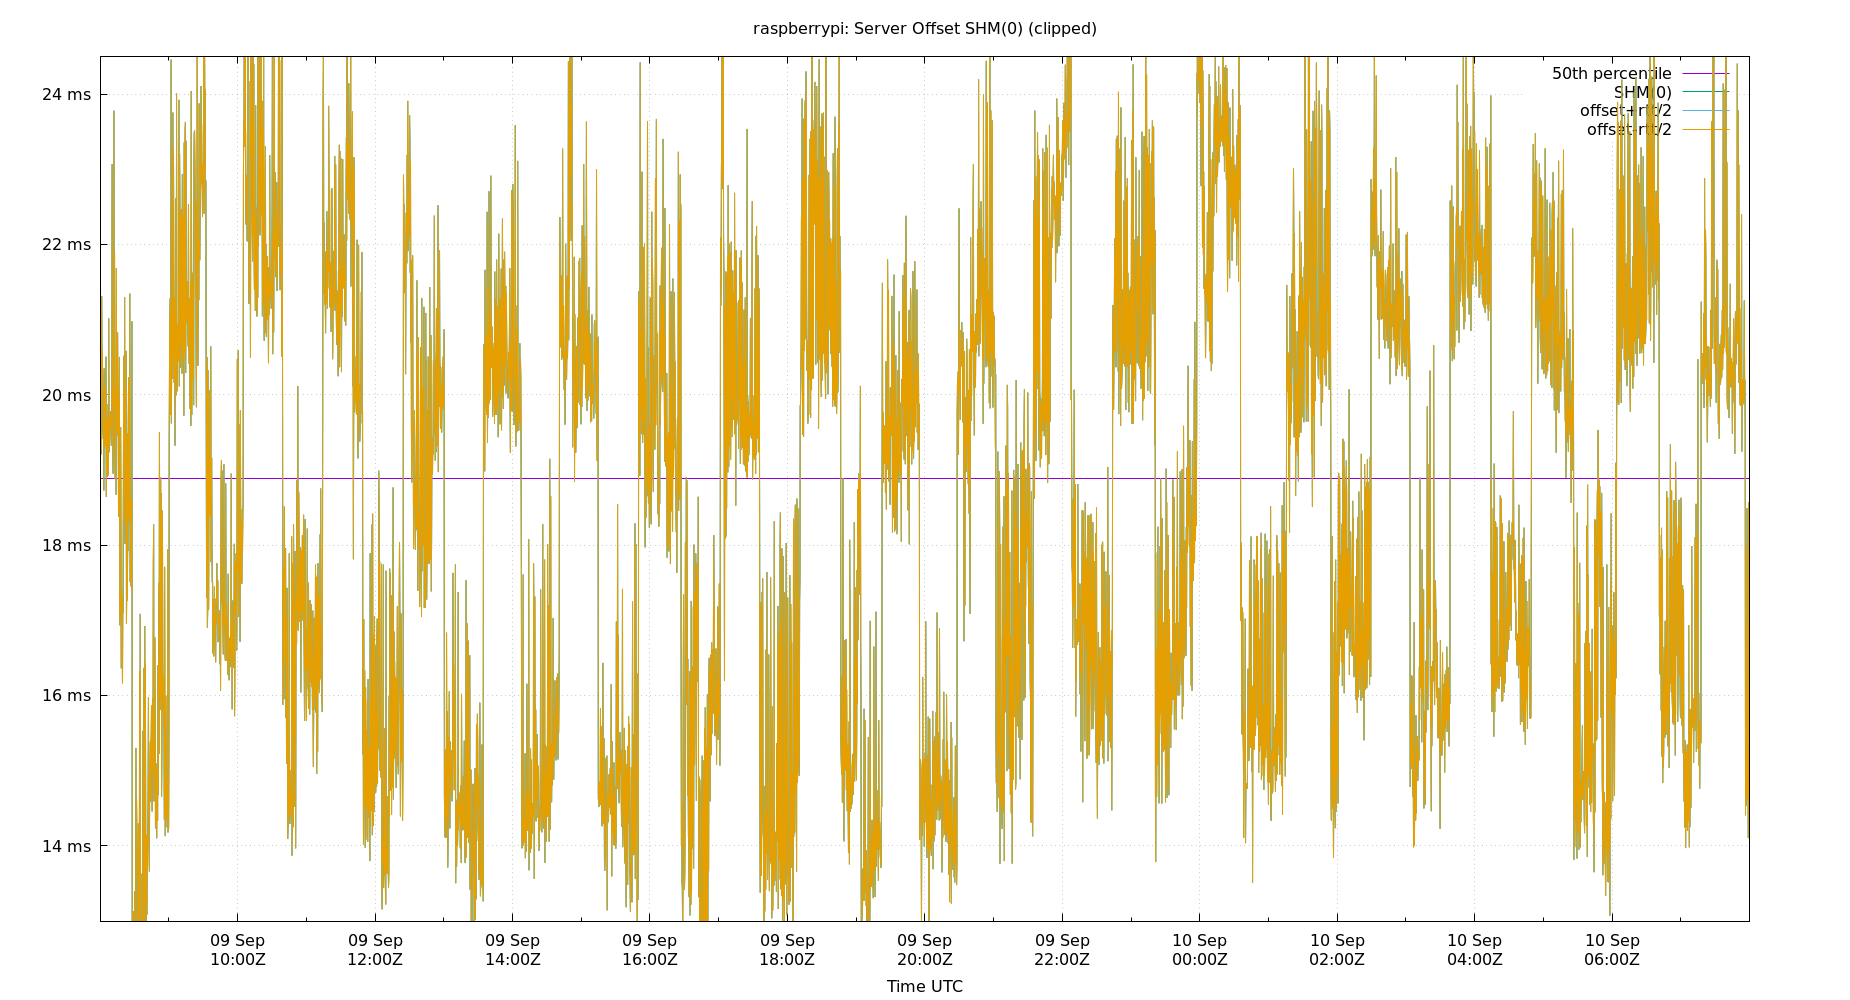 raspberrypi: Server Offset SHM(0) (clipped)
50th percentile
SHM(0)
offset+rtt/2
offset-rtt/2
24 ms
22 ms
20 ms
18 ms
16 ms
14 ms
09 Sep 10:00Z
09 Sep 12:00Z
09 Sep 14:00Z
09 Sep 16:00Z
09 Sep 18:00Z
09 Sep 20:00Z
09 Sep 22:00Z
10 Sep 00:00Z
10 Sep 02:00Z
10 Sep 04:00Z
10 Sep 06:00Z
Time UTC